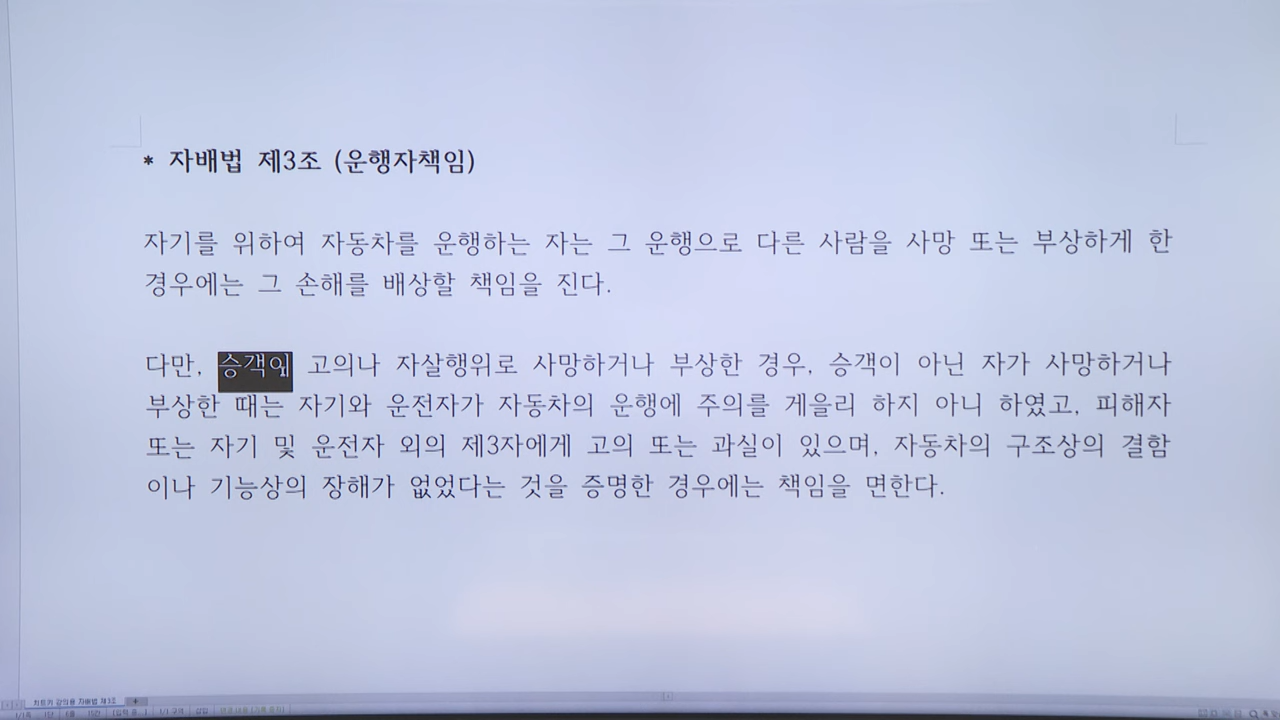 * 자배법 제3조 (운행자책임)
자기를 위하여 자동차를 운행하는 자는 그 운행으로 다른 사람을 사망 또는 부상하게 한
경우에는 그 손해를 배상할 책임을 진다.
다만, 승객이 고의나 자살행위로 사망하거나 부상한 경우, 승객이 아닌 자가 사망하거나
부상한 때는 자기와 운전자가 자동차의 운행에 주의를 게을리 하지 아니 하였고, 피해자
또는 자기 및 운전자 외의 제3자에게 고의 또는 과실이 있으며, 자동차의 구조상의 결함
이나 기능상의 장해가 없었다는 것을 증명한 경우에는 책임을 면한다.
강의용 자배법 제3조